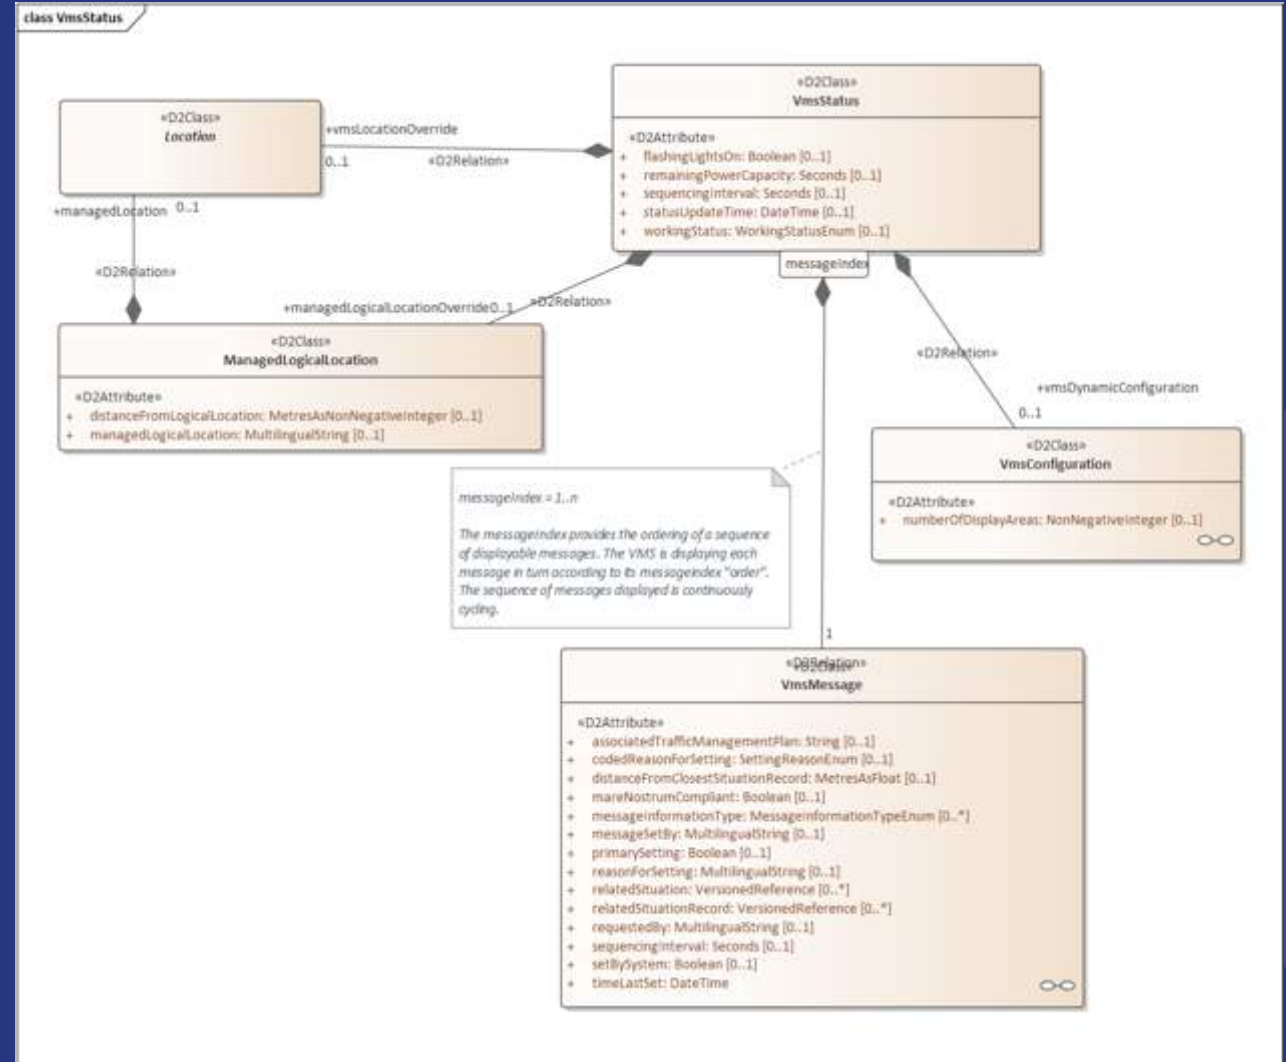 class VmsStatus
«D2Class»
VmsStatus
«D2Attribute»
+ flashingLightsOn: Boolean [0..1]
+ remainingPowerCapacity: Seconds [0..1]
+ sequencingInterval: Seconds [0..1]
+ statusUpdateTime: DateTime [0..1]
+ workingStatus: WorkingStatusEnum [0..1]
messageIndex
«D2Class»
Location
+vmsLocationOverride
0..1
«D2Relation»
+managedLocation 0..1
«D2Relation»
+managedLogicalLocationOverride 0..1
«D2Relation»
«D2Class»
ManagedLogicalLocation
«D2Attribute»
+ distanceFromLogicalLocation: MetresAsNonNegativeInteger [0..1]
+ managedLogicalLocation: MultilingualString [0..1]
«D2Relation»
+vmsDynamicConfiguration
0..1
«D2Class»
VmsConfiguration
«D2Attribute»
+ numberOfDisplayAreas: NonNegativeInteger [0..1]
messageIndex = 1..n
The messageIndex provides the ordering of a sequence
of displayable messages. The VMS is displaying each
message in turn according to its messageIndex "order".
The sequence of messages displayed is continuously
cycling.
1
«D2Relation»
«D2Class»
VmsMessage
«D2Attribute»
+ associatedTrafficManagementPlan: String [0..1]
+ codedReasonForSetting: SettingReasonEnum [0..1]
+ distanceFromClosestSituationRecord: MetresAsFloat [0..1]
+ mareNostrumCompliant: Boolean [0..1]
+ messageInformationType: MessageInformationTypeEnum [0..*]
+ messageSetBy: MultilingualString [0..1]
+ primarySetting: Boolean [0..1]
+ reasonForSetting: MultilingualString [0..1]
+ relatedSituation: VersionedReference [0..*]
+ relatedSituationRecord: VersionedReference [0..*]
+ requestedBy: MultilingualString [0..1]
+ sequencingInterval: Seconds [0..1]
+ setBySystem: Boolean [0..1]
+ timeLastSet: DateTime